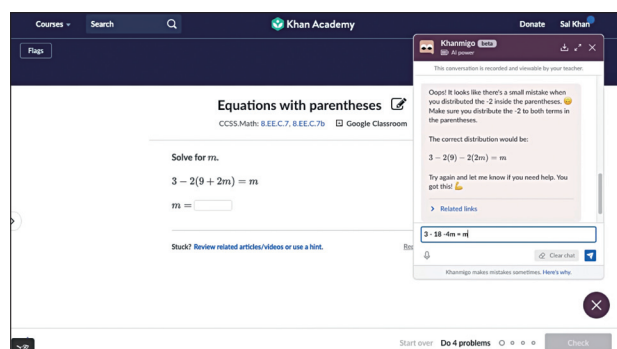 Courses
Search
Khan Academy
Donate
Sal Khan
Flags
Khanmigo beta
AI power
This conversation is recorded and viewable by your teacher.
Oops! It looks like there's a small mistake when
you distributed the -2 inside the parentheses. 😅
Make sure you distribute the -2 to both terms in
the parentheses.
The correct distribution would be:
3 − 2(9) − 2(2m) = m
Try again and let me know if you need help. You
got this! 💪
Related links
3 - 18 -4m = m
Clear chat
Khanmigo makes mistakes sometimes. Here's why.
Equations with parentheses
CCSS.Math: 8.EE.C.7, 8.EE.C.7b Google Classroom
Solve for m.
3 − 2(9 + 2m) = m
m =
Stuck? Review related articles/videos or use a hint.
Start over Do 4 problems
Check